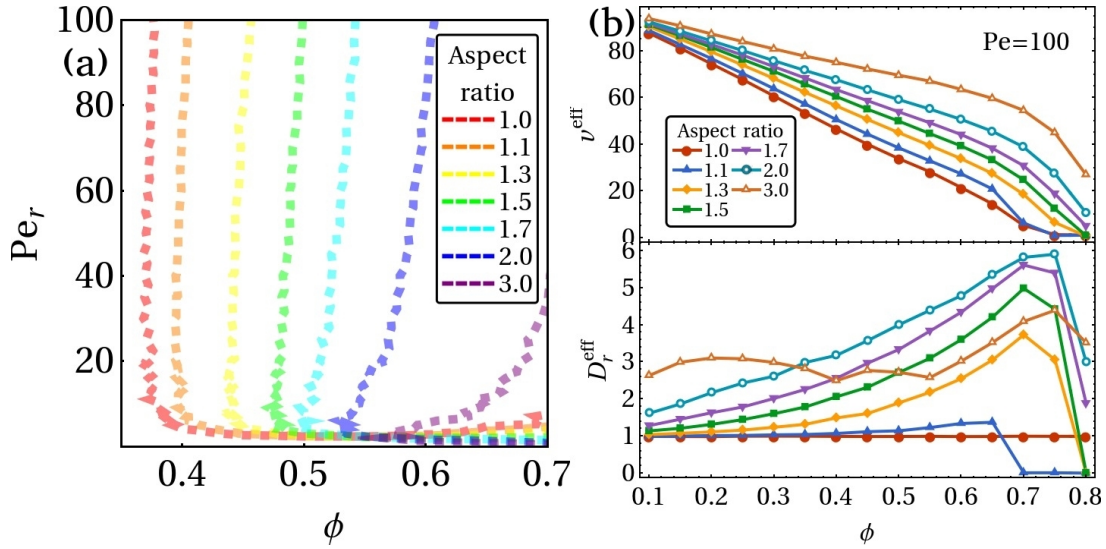 (a)
Pe_r
100
80
60
40
20
0.4
0.5
0.6
0.7
ϕ
Aspect
ratio
1.0
1.1
1.3
1.5
1.7
2.0
3.0
(b)
Pe=100
v^eff
80
60
40
20
0
Aspect ratio
1.0 1.7
1.1 2.0
1.3 3.0
1.5
D_r^eff
6
5
4
3
2
1
0
0.1 0.2 0.3 0.4 0.5 0.6 0.7 0.8
ϕ